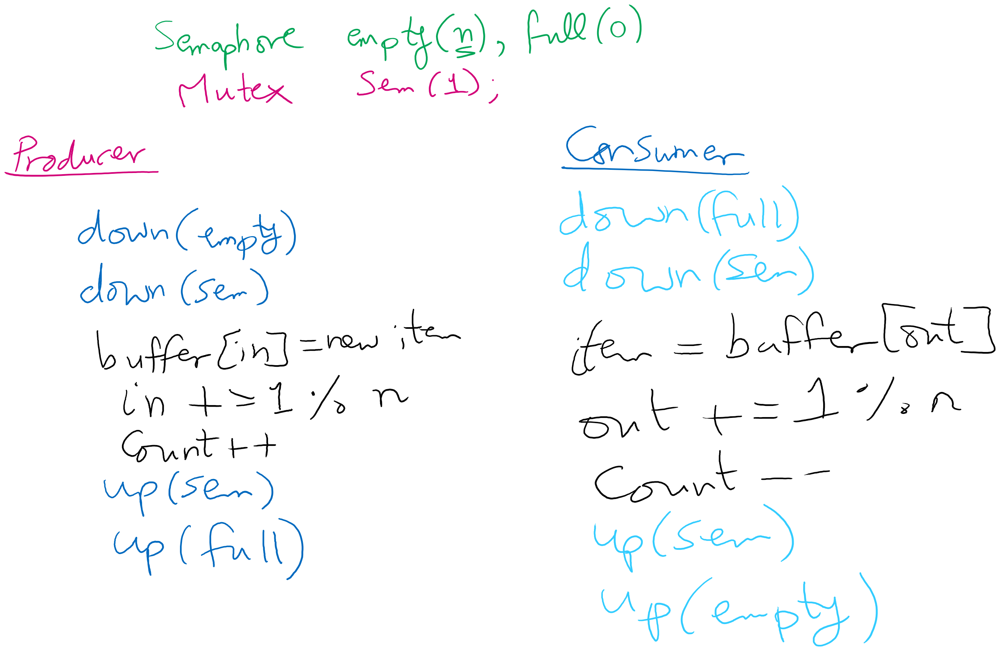 Semaphore empty(n), full(0)
Mutex Sem(1);
Producer
down(empty)
down(sem)
buffer[in] = new item
in += 1 % n
Count++
up(sem)
up(full)
Consumer
down(full)
down(sem)
item = buffer[out]
out += 1 % n
Count--
up(sem)
up(empty)